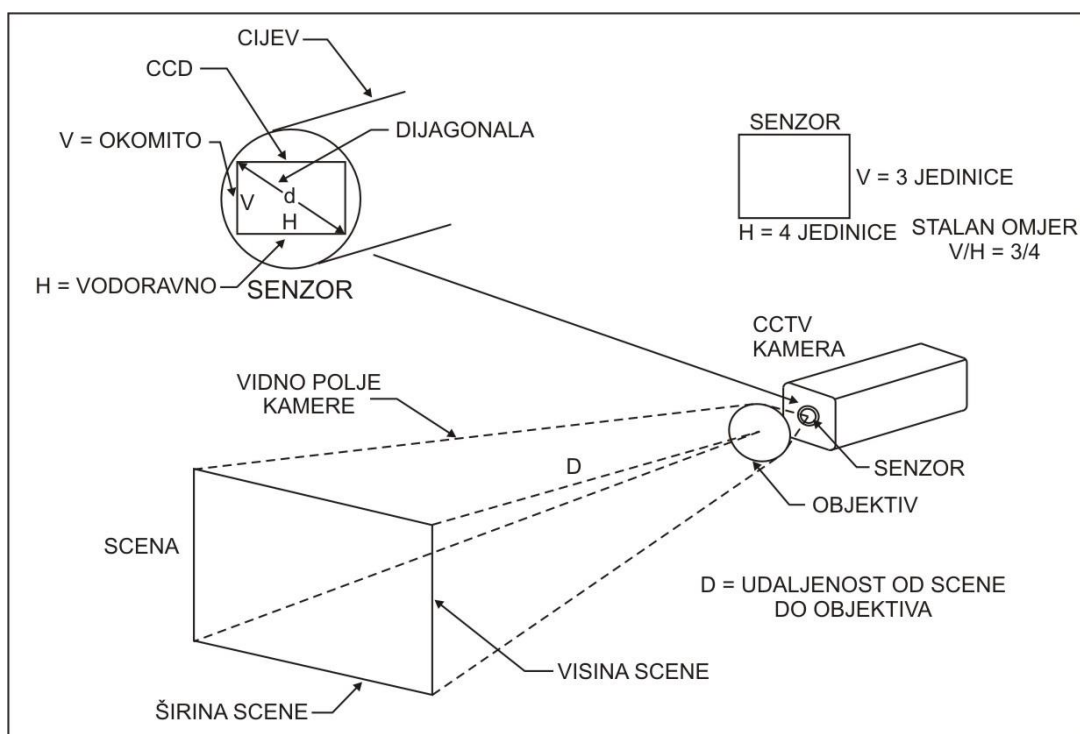 CIJEV
CCD
V = OKOMITO
DIJAGONALA
V
d
H
H = VODORAVNO
SENZOR
SENZOR
V = 3 JEDINICE
H = 4 JEDINICE
STALAN OMJER
V/H = 3/4
CCTV
KAMERA
VIDNO POLJE
KAMERE
D
SENZOR
OBJEKTIV
SCENA
D = UDALJENOST OD SCENE
DO OBJEKTIVA
VISINA SCENE
ŠIRINA SCENE